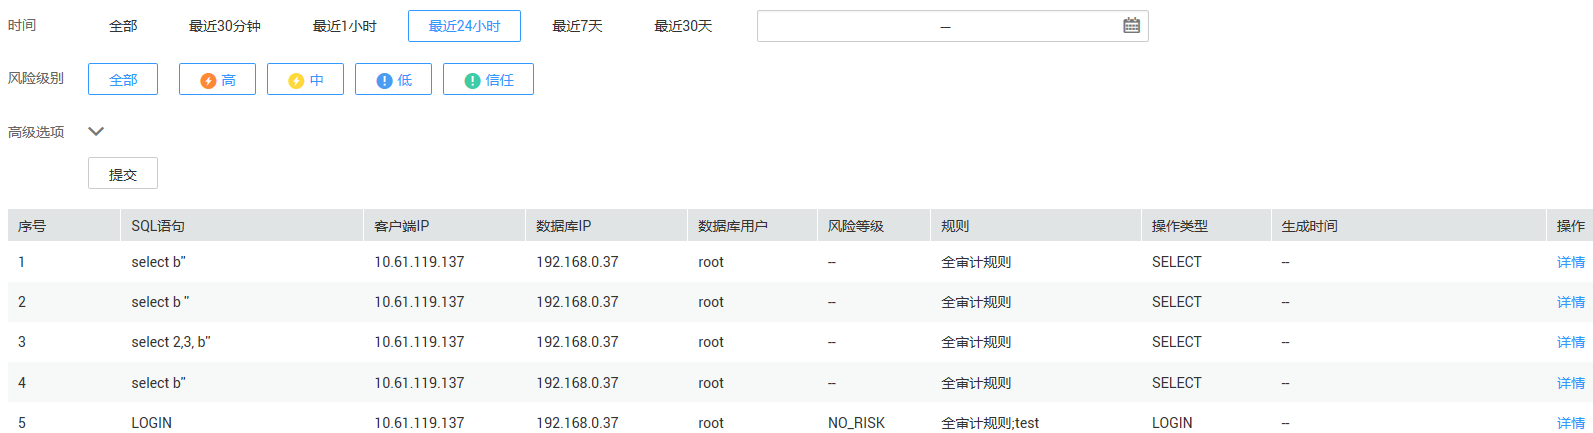 时间 全部 最近30分钟 最近1小时 最近24小时 最近7天 最近30天 —
风险级别 全部 高 中 低 信任
高级选项
提交
序号 SQL语句 客户端IP 数据库IP 数据库用户 风险等级 规则 操作类型 生成时间 操作
1 select b'' 10.61.119.137 192.168.0.37 root -- 全审计规则 SELECT -- 详情
2 select b '' 10.61.119.137 192.168.0.37 root -- 全审计规则 SELECT -- 详情
3 select 2,3, b'' 10.61.119.137 192.168.0.37 root -- 全审计规则 SELECT -- 详情
4 select b'' 10.61.119.137 192.168.0.37 root -- 全审计规则 SELECT -- 详情
5 LOGIN 10.61.119.137 192.168.0.37 root NO_RISK 全审计规则;test LOGIN -- 详情